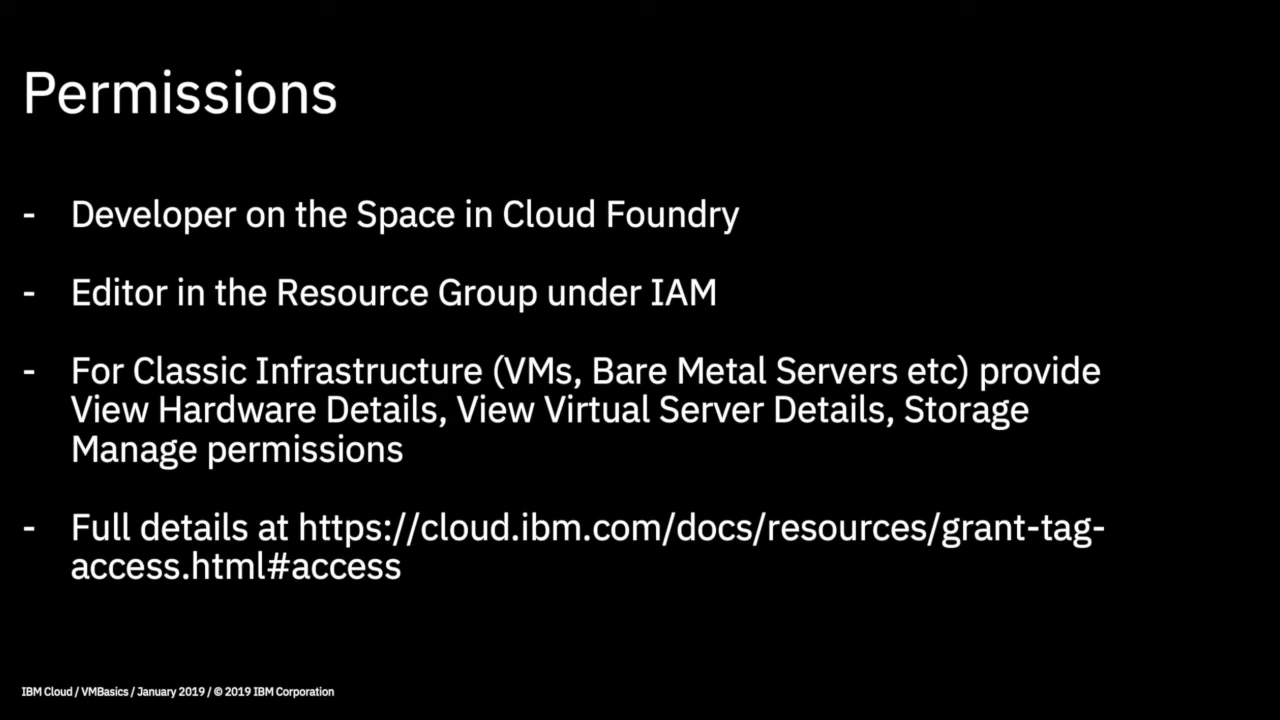 Permissions
- Developer on the Space in Cloud Foundry
- Editor in the Resource Group under IAM
- For Classic Infrastructure (VMs, Bare Metal Servers etc) provide
View Hardware Details, View Virtual Server Details, Storage
Manage permissions
- Full details at https://cloud.ibm.com/docs/resources/grant-tag-
access.html#access
IBM Cloud / VMBasics / January 2019 / © 2019 IBM Corporation